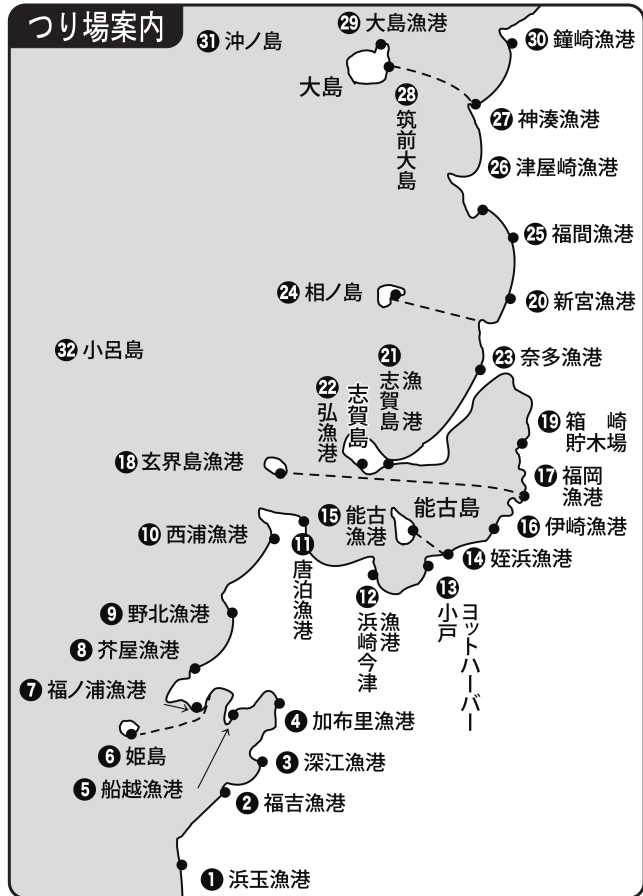 つり場案内
㉛ 沖ノ島
㉙ 大島漁港
㉚ 鐘崎漁港
大島
㉘ 筑前大島
㉗ 神湊漁港
㉖ 津屋崎漁港
㉕ 福間漁港
㉔ 相ノ島
⑳ 新宮漁港
㉜ 小呂島
㉓ 奈多漁港
㉑ 志賀島漁港
㉒ 弘漁港
志賀島
⑲ 箱崎
貯木場
⑱ 玄界島漁港
⑰ 福岡
漁港
能古島
⑮ 能古
漁港
⑯ 伊崎漁港
⑩ 西浦漁港
⑪ 唐泊漁港
⑭ 姪浜漁港
⑬ 小戸
ヨットハーバー
⑫ 浜崎今津
漁港
⑨ 野北漁港
⑧ 芥屋漁港
⑦ 福ノ浦漁港
④ 加布里漁港
⑥ 姫島
③ 深江漁港
⑤ 船越漁港
② 福吉漁港
① 浜玉漁港